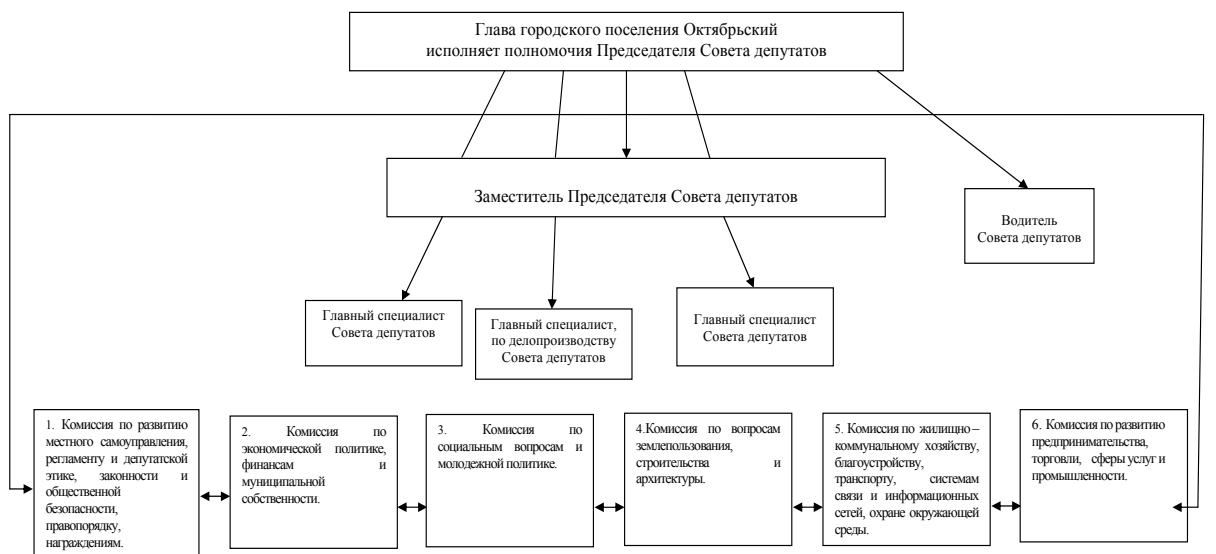 Глава городского поселения Октябрьский
исполняет полномочия Председателя Совета депутатов
Заместитель Председателя Совета депутатов
Водитель
Совета депутатов
Главный специалист
Совета депутатов
Главный специалист,
по делопроизводству
Совета депутатов
Главный специалист
Совета депутатов
1. Комиссия по развитию
местного самоуправления,
регламенту и депутатской
этике, законности и
общественной
безопасности,
правопорядку,
награждениям.
2. Комиссия по
экономической политике,
финансам и
муниципальной
собственности.
3. Комиссия по
социальным вопросам и
молодежной политике.
4.Комиссия по вопросам
землепользования,
строительства и
архитектуры.
5. Комиссия по жилищно –
коммунальному хозяйству,
благоустройству,
транспорту, системам
связи и информационных
сетей, охране окружающей
среды.
6. Комиссия по развитию
предпринимательства,
торговли, сферы услуг и
промышленности.